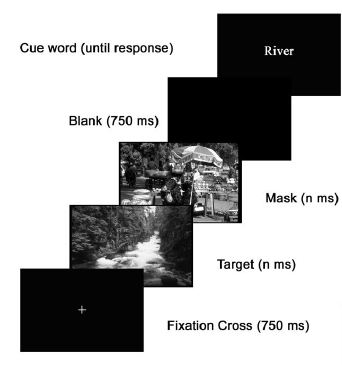 Cue word (until response)
River
Blank (750 ms)
Mask (n ms)
Target (n ms)
Fixation Cross (750 ms)